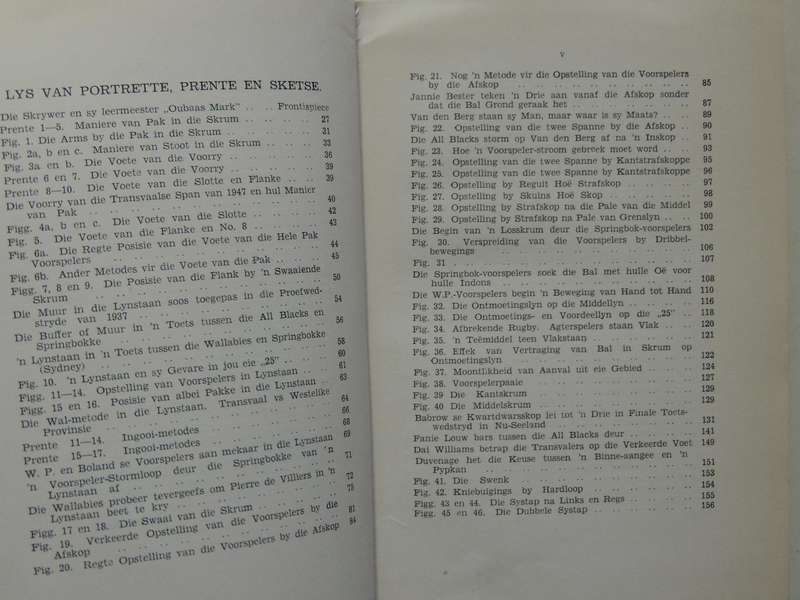 LYS VAN PORTRETTE, PRENTE EN SKETSE.
Die Skrywer en sy leermeester „Oubaas Mark” .. .. Frontispiece
Prente 1—5. Maniere van Pak in die Skrum .. .. .. .. 27
Fig. 1. Die Arms by die Pak in die Skrum .. .. .. .. 31
Fig. 2a, b en c. Maniere van Stoot in die Skrum .. .. .. 33
Fig. 3a en b. Die Voete van die Voorry .. .. .. .. 36
Prente 6 en 7. Die Voete van die Voorry .. .. .. .. 39
Prente 8—10. Die Voete van die Slotte en Flanke .. .. 39
Die Voorry van die Transvaalse Span van 1947 en hul Manier
van Pak .. .. .. .. 40
Figg. 4a, b en c. Die Voete van die Slotte .. .. .. 42
Fig. 5. Die Voete van die Flanke en No. 8 .. .. .. 43
Fig. 6a. Die Regte Posisie van die Voete van die Hele Pak
Voorspelers .. .. .. .. 44
Fig. 6b. Ander Metodes vir die Voete van die Pak .. .. 45
Figg. 7, 8 en 9. Die Posisie van die Flank by 'n Swaaiende
Skrum .. .. .. .. 50
Die Muur in die Lynstaan soos toegepas in die Proefwed-
stryde van 1937 .. .. .. .. 54
Die Buffer of Muur in 'n Toets tussen die All Blacks en
Springbokke .. .. .. .. 56
'n Lynstaan in 'n Toets tussen die Wallabies en Springbokke
(Sydney) .. .. .. .. 58
Fig. 10. 'n Lynstaan en sy Gevare in jou eie „25” .. .. 60
Fig. 11—14. Opstelling van Voorspelers in Lynstaan .. .. 61
Figg. 15 en 16. Posisie van albei Pakke in die Lynstaan .. 63
Die Wal-metode in die Lynstaan. Transvaal vs Westelike
Provinsie .. .. .. .. 64
Prente 11—14. Ingooi-metodes .. .. .. .. 66
Prente 15—17. Ingooi-metodes .. .. .. .. 68
W. P. en Boland se Voorspelers aan mekaar in die Lynstaan 69
'n Voorspeler-Stormloop deur die Springbokke van 'n
Lynstaan af .. .. .. .. 71
Die Wallabies probeer tevergeefs om Pierre de Villiers in 'n
Lynstaan beet te kry .. .. .. .. 72
Figg. 17 en 18. Die Swaai van die Skrum .. .. .. 75
Fig. 19. Verkeerde Opstelling van die Voorspelers by die
Afskop .. .. .. .. 81
Fig. 20. Regte Opstelling van die Voorspelers by die Afskop 84
v
Fig. 21. Nog 'n Metode vir die Opstelling van die Voorspelers
by die Afskop .. .. .. .. 85
Jannie Bester teken 'n Drie aan vanaf die Afskop sonder
dat die Bal Grond geraak het .. .. .. .. 87
Van den Berg staan sy Man, maar waar is sy Maats? .. .. 89
Fig. 22. Opstelling van die twee Spanne by die Afskop .. 90
Die All Blacks storm op Van den Berg af na 'n Inskop .. 91
Fig. 23. Hoe 'n Voorspeler-stroom gebreek moet word .. .. 93
Fig. 24. Opstelling van die twee Spanne by Kantstrafskoppe 95
Fig. 25. Opstelling van die twee Spanne by Kantstrafskoppe 96
Fig. 26. Opstelling by Reguit Hoë Strafskop .. .. .. 97
Fig. 27. Opstelling by Skuins Hoë Skop .. .. .. .. 98
Fig. 28. Opstelling by Strafskop na die Pale van die Middel 99
Fig. 29. Opstelling by Strafskop na Pale van Grenslyn .. .. 100
Die Begin van 'n Losskrum deur die Springbok-voorspelers 102
Fig. 30. Verspreiding van die Voorspelers by Dribbel-
bewegings .. .. .. .. 106
Fig. 31 .. .. .. .. 107
Die Springbok-voorspelers soek die Bal met hulle Oë voor
hulle Indons .. .. .. .. 108
Die W.P.-Voorspelers begin 'n Beweging van Hand tot Hand 110
Fig. 32. Die Ontmoetingslyn op die Middellyn .. .. .. 116
Fig. 33. Die Ontmoetings- en Voordeellyn op die „25” .. .. 118
Fig. 34. Afbrekende Rugby. Agterspelers staan Vlak .. .. 120
Fig. 35. 'n Teëmiddel teen Vlakstaan .. .. .. .. 121
Fig. 36. Effek van Vertraging van Bal in Skrum op
Ontmoetingslyn .. .. .. .. 122
Fig. 37. Moontlikheid van Aanval uit eie Gebied .. .. .. 124
Fig. 38. Voorspelerpaaie .. .. .. .. 127
Fig. 39 Die Kantskrum .. .. .. .. 129
Fig. 40 Die Middelskrum .. .. .. .. 129
Babrow se Kwartdwarsskop lei tot 'n Drie in Finale Toets-
wedstryd in Nu-Seeland .. .. .. .. 131
Fanie Louw bars tussen die All Blacks deur .. .. .. 141
Dai Williams betrap die Transvalers op die Verkeerde Voet 149
Duvenage het die Keuse tussen 'n Binne-aangee en 'n
Pypkan .. .. .. .. 151
Fig. 41. Die Swenk .. .. .. .. 153
Fig. 42. Kniebuigings by Hardloop .. .. .. .. 154
Figg. 43 en 44. Die Systap na Links en Regs .. .. .. 155
Figg. 45 en 46. Die Dubbele Systap .. .. .. .. 156